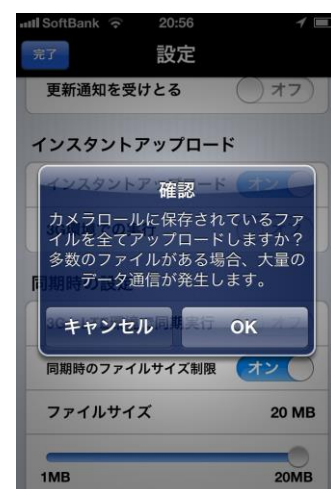 SoftBank 20:56
完了 設定
更新通知を受けとる オフ
インスタントアップロード
インスタントアップロード オン
確認
カメラロールに保存されているファ
イルを全てアップロードしますか?
多数のファイルがある場合、大量の
データ通信が発生します。
キャンセル OK
同期時のファイルサイズ制限 オン
ファイルサイズ 20 MB
1MB 20MB